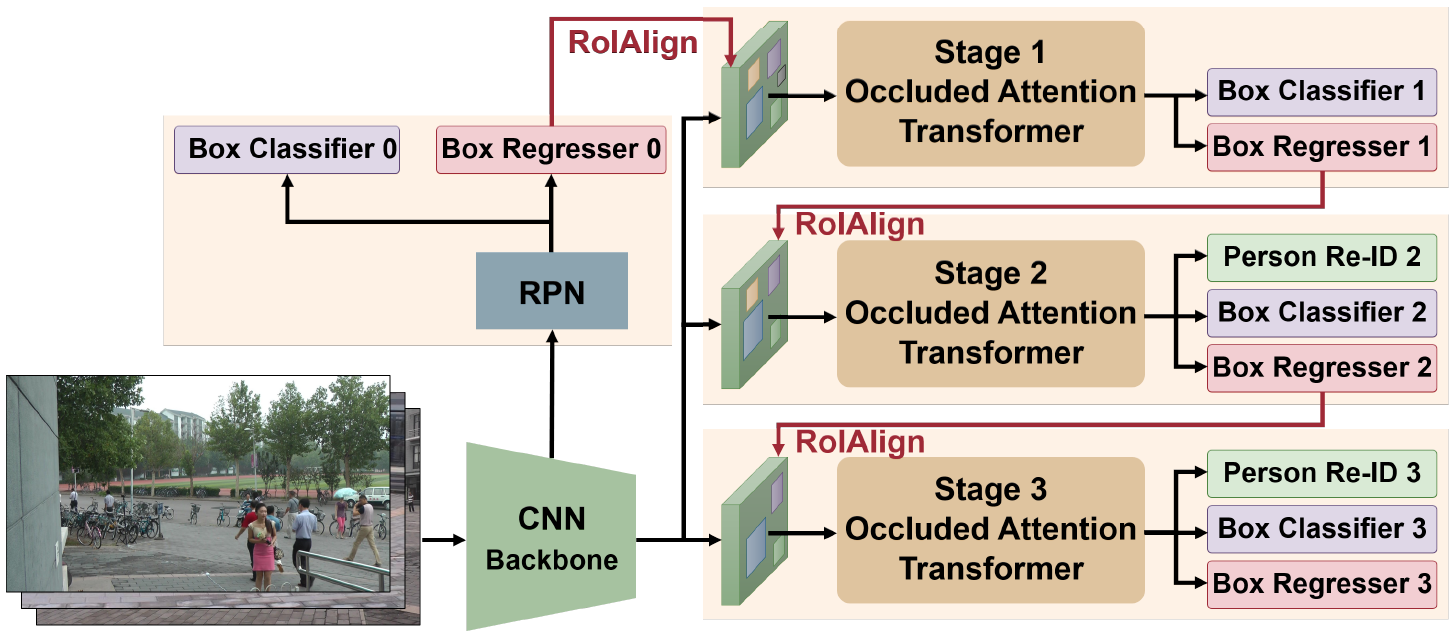 RoIAlign
Box Classifier 0
Box Regresser 0
RPN
CNN
Backbone
Stage 1
Occluded Attention
Transformer
Box Classifier 1
Box Regresser 1
RoIAlign
Stage 2
Occluded Attention
Transformer
Person Re-ID 2
Box Classifier 2
Box Regresser 2
RoIAlign
Stage 3
Occluded Attention
Transformer
Person Re-ID 3
Box Classifier 3
Box Regresser 3